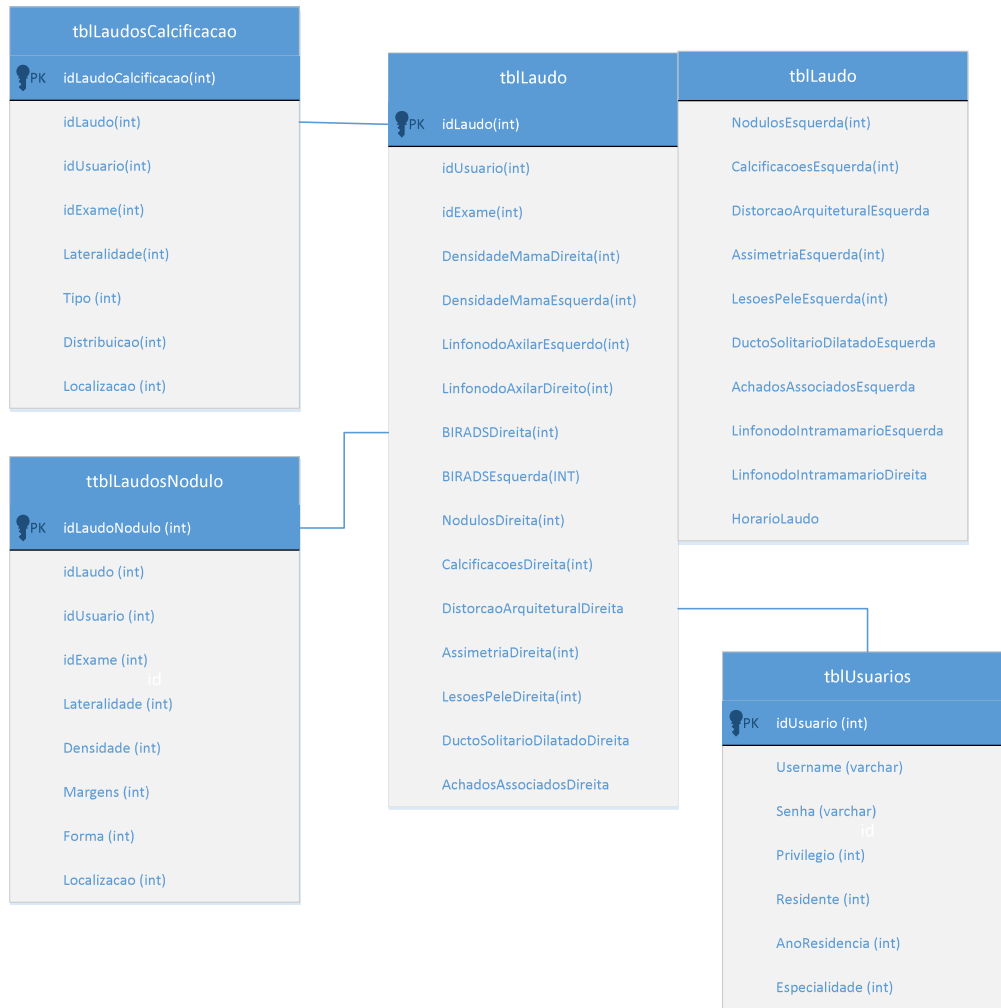 tblLaudosCalcificacao
PK idLaudoCalcificacao(int)
idLaudo(int)
idUsuario(int)
idExame(int)
Lateralidade(int)
Tipo (int)
Distribuicao(int)
Localizacao (int)
ttblLaudosNodulo
PK idLaudoNodulo (int)
idLaudo (int)
idUsuario (int)
idExame (int)
id
Lateralidade (int)
Densidade (int)
Margens (int)
Forma (int)
Localizacao (int)
tblLaudo
PK idLaudo(int)
idUsuario(int)
idExame(int)
DensidadeMamaDireita(int)
DensidadeMamaEsquerda(int)
LinfonodoAxilarEsquerdo(int)
LinfonodoAxilarDireito(int)
BIRADSDireita(int)
BIRADSEsquerda(INT)
NodulosDireita(int)
CalcificacoesDireita(int)
DistorcaoArquiteturalDireita
AssimetriaDireita(int)
LesoesPeleDireita(int)
DuctoSolitarioDilatadoDireita
AchadosAssociadosDireita
tblLaudo
NodulosEsquerda(int)
CalcificacoesEsquerda(int)
DistorcaoArquiteturalEsquerda
AssimetriaEsquerda(int)
LesoesPeleEsquerda(int)
DuctoSolitarioDilatadoEsquerda
AchadosAssociadosEsquerda
LinfonodoIntramamarioEsquerda
LinfonodoIntramamarioDireita
HorarioLaudo
tblUsuarios
PK idUsuario (int)
Username (varchar)
Senha (varchar)
id
Privilegio (int)
Residente (int)
AnoResidencia (int)
Especialidade (int)